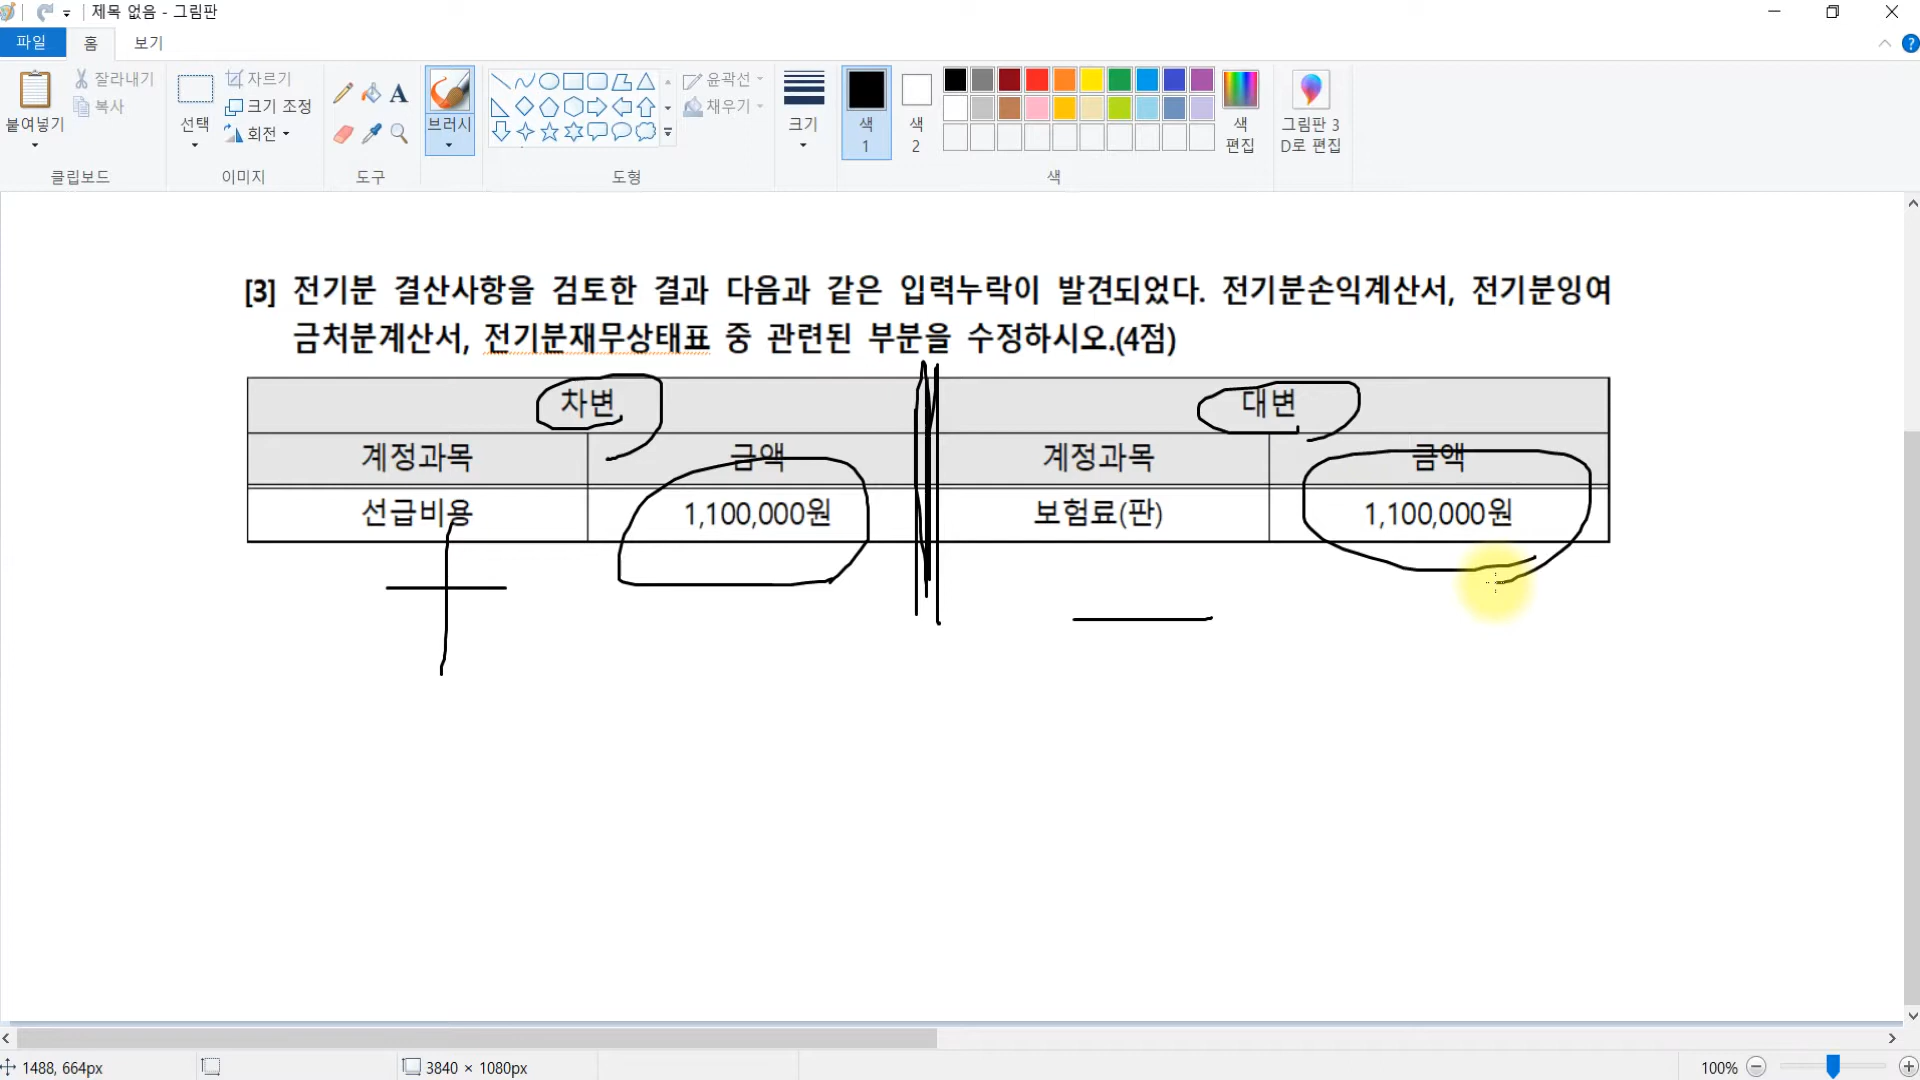 제목 없음 - 그림판
파일 홈 보기
붙여넣기
잘라내기
복사
클립보드
선택
자르기
크기 조정
회전
이미지
A
도구
브러시
도형
윤곽선
채우기
크기
색
1
색
2
색
편집
색
그림판 3
D로 편집
[3] 전기분 결산사항을 검토한 결과 다음과 같은 입력누락이 발견되었다. 전기분손익계산서, 전기분잉여
금처분계산서, 전기분재무상태표 중 관련된 부분을 수정하시오.(4점)
차변 대변
계정과목 금액 계정과목 금액
선급비용 1,100,000원 보험료(판) 1,100,000원
1488, 664px 3840 × 1080px 100%